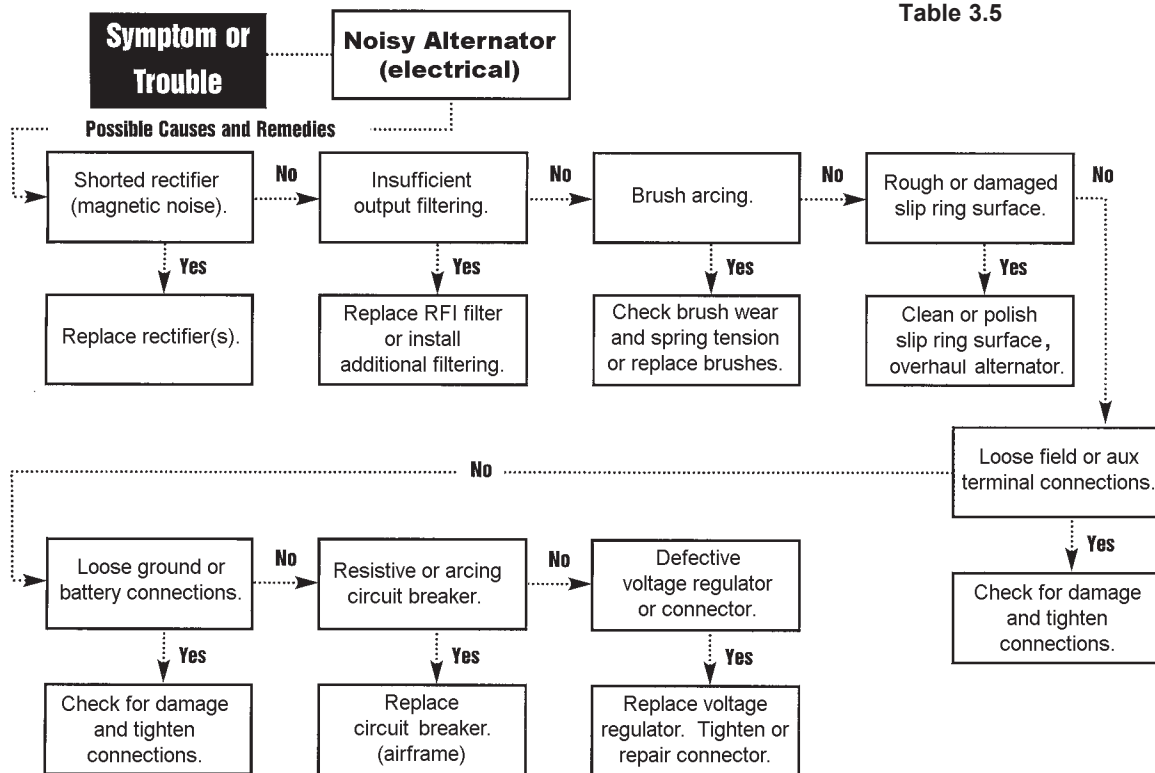 Table 3.5
Symptom or
Trouble
Noisy Alternator
(electrical)
Possible Causes and Remedies
Shorted rectifier
(magnetic noise).
No
Insufficient
output filtering.
No
Brush arcing.
No
Rough or damaged
slip ring surface.
No
Yes
Yes
Yes
Yes
Replace rectifier(s).
Replace RFI filter
or install
additional filtering.
Check brush wear
and spring tension
or replace brushes.
Clean or polish
slip ring surface,
overhaul alternator.
Loose field or aux
terminal connections.
No
Yes
Check for damage
and tighten
connections.
Loose ground or
battery connections.
No
Resistive or arcing
circuit breaker.
No
Defective
voltage regulator
or connector.
Yes
Yes
Yes
Check for damage
and tighten
connections.
Replace
circuit breaker.
(airframe)
Replace voltage
regulator. Tighten or
repair connector.